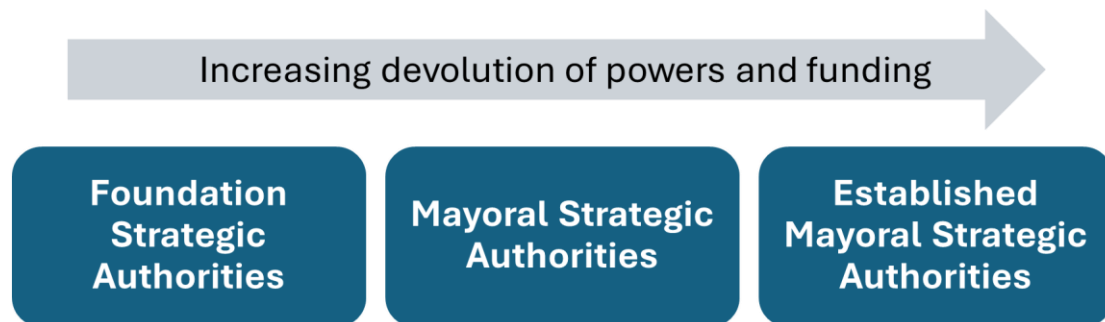 Increasing devolution of powers and funding
Foundation
Strategic
Authorities
Mayoral Strategic
Authorities
Established
Mayoral Strategic
Authorities